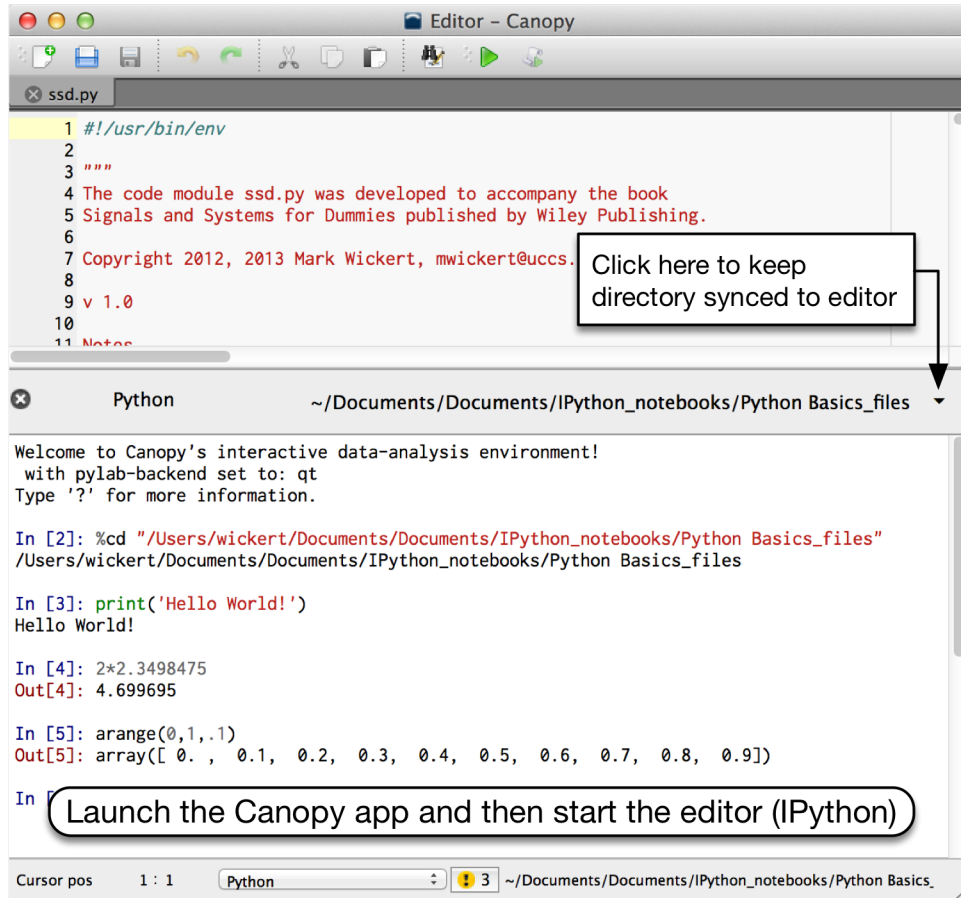 Editor – Canopy
ssd.py
1 #!/usr/bin/env
2
3 """
4 The code module ssd.py was developed to accompany the book
5 Signals and Systems for Dummies published by Wiley Publishing.
6
7 Copyright 2012, 2013 Mark Wickert, mwickert@uccs.
8
9 v 1.0
10
11 Notes
Click here to keep
directory synced to editor
Python ~/Documents/Documents/IPython_notebooks/Python Basics_files
Welcome to Canopy's interactive data-analysis environment!
with pylab-backend set to: qt
Type '?' for more information.
In [2]: %cd "/Users/wickert/Documents/Documents/IPython_notebooks/Python Basics_files"
/Users/wickert/Documents/Documents/IPython_notebooks/Python Basics_files
In [3]: print('Hello World!')
Hello World!
In [4]: 2*2.3498475
Out[4]: 4.699695
In [5]: arange(0,1,.1)
Out[5]: array([ 0. ,  0.1,  0.2,  0.3,  0.4,  0.5,  0.6,  0.7,  0.8,  0.9])
In [
Launch the Canopy app and then start the editor (IPython)
Cursor pos 1 : 1 Python 3 ~/Documents/Documents/IPython_notebooks/Python Basics_